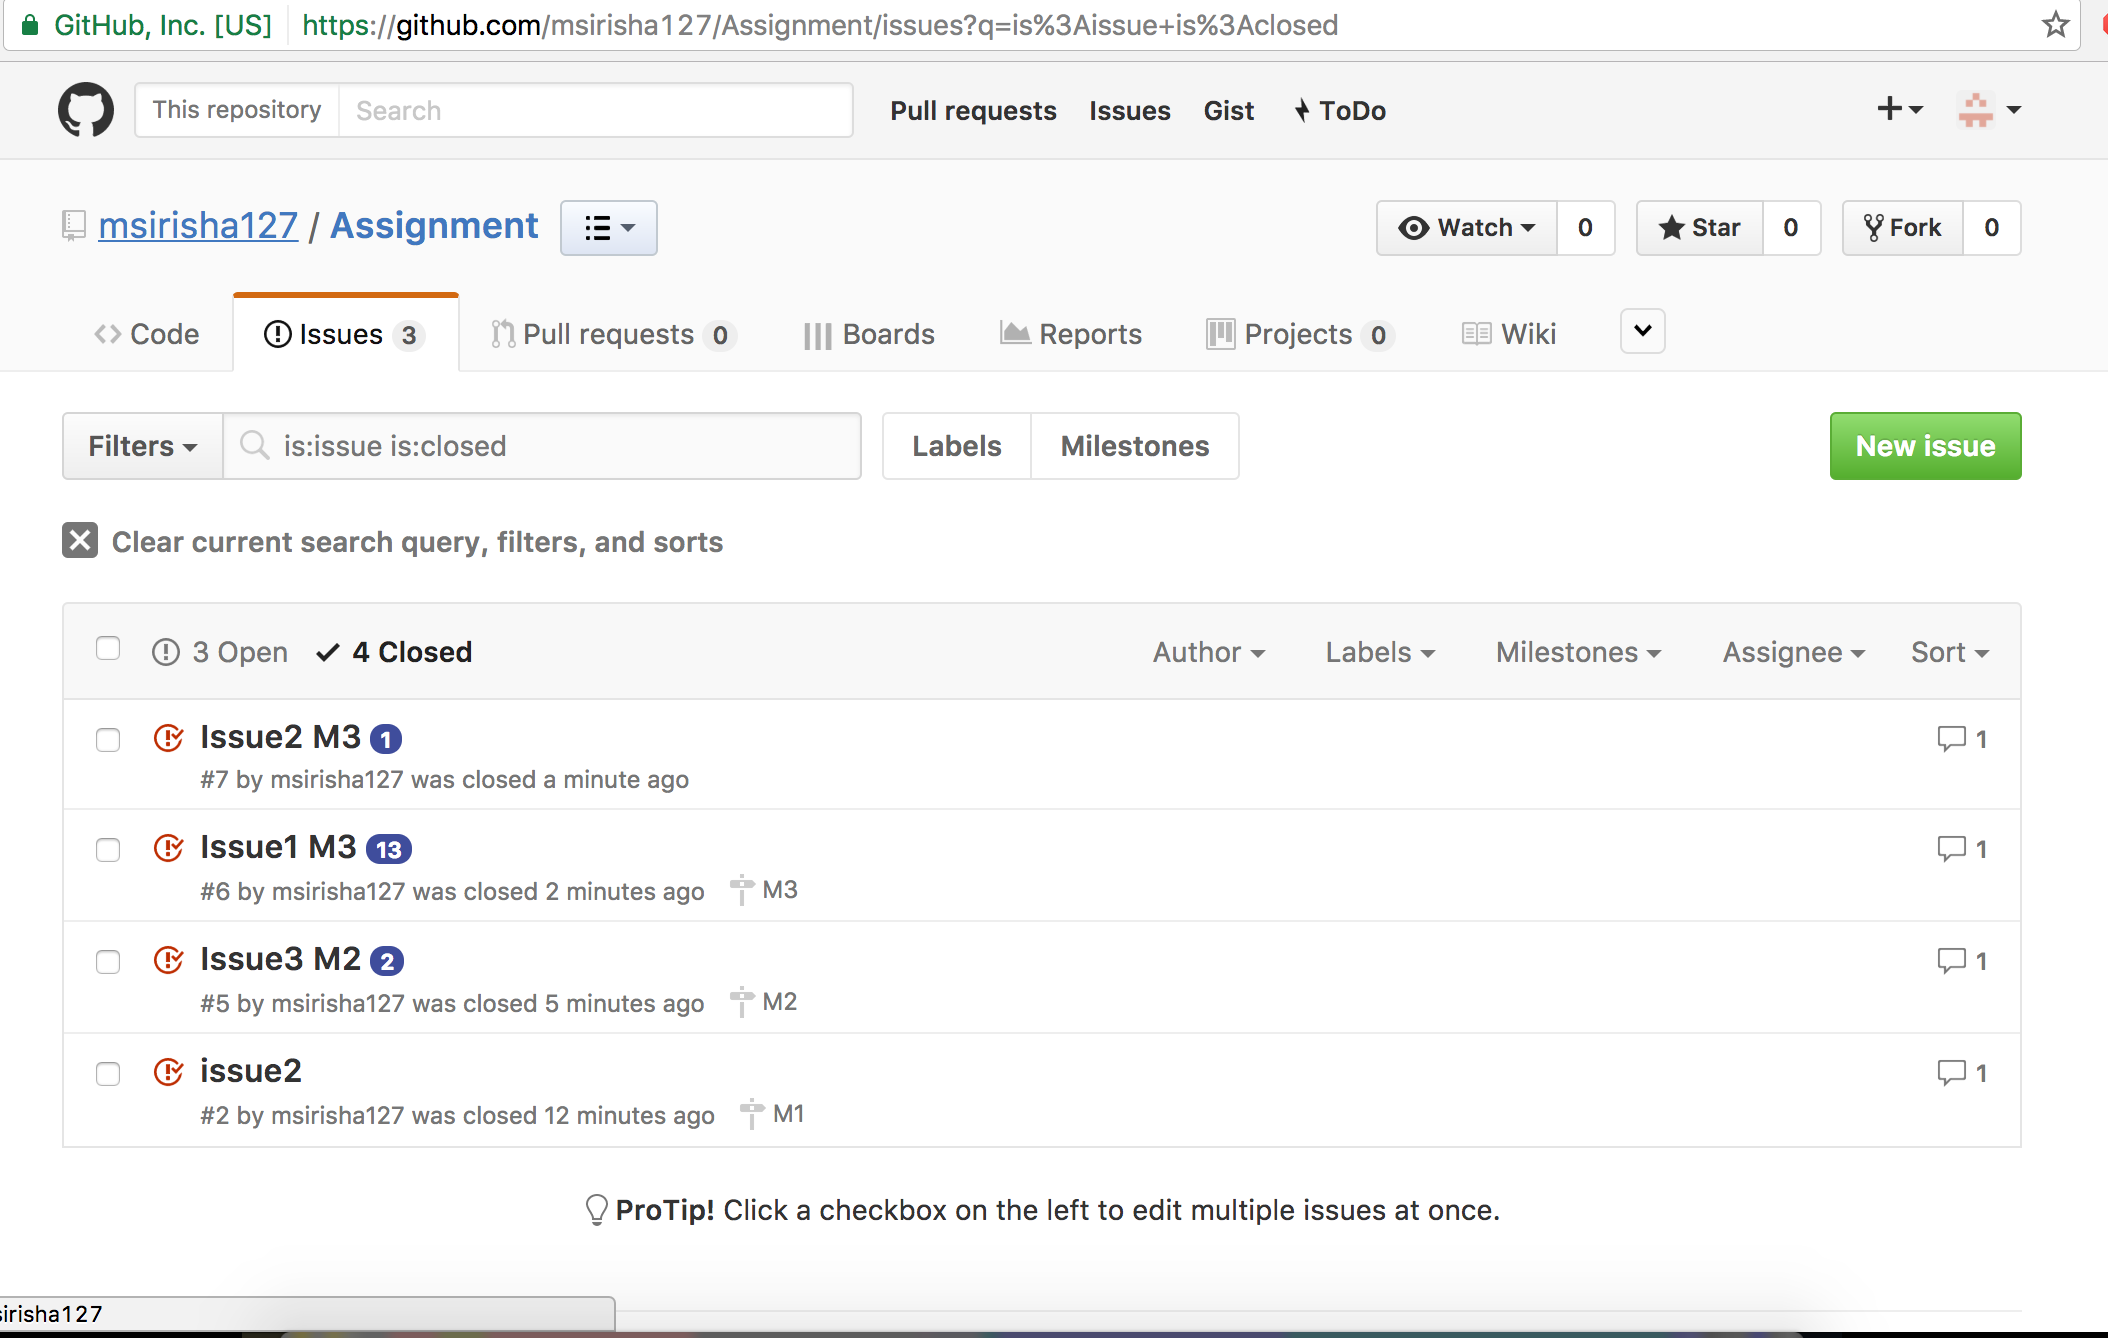 GitHub, Inc. [US] https://github.com/msirisha127/Assignment/issues?q=is%3Aissue+is%3Aclosed
This repository Search Pull requests Issues Gist ToDo
msirisha127 / Assignment Watch 0 Star 0 Fork 0
Code Issues 3 Pull requests 0 Boards Reports Projects 0 Wiki
Filters is:issue is:closed Labels Milestones New issue
Clear current search query, filters, and sorts
3 Open 4 Closed Author Labels Milestones Assignee Sort
Issue2 M3 1 1
#7 by msirisha127 was closed a minute ago
Issue1 M3 13 1
#6 by msirisha127 was closed 2 minutes ago M3
Issue3 M2 2 1
#5 by msirisha127 was closed 5 minutes ago M2
issue2 1
#2 by msirisha127 was closed 12 minutes ago M1
ProTip! Click a checkbox on the left to edit multiple issues at once.
sirisha127